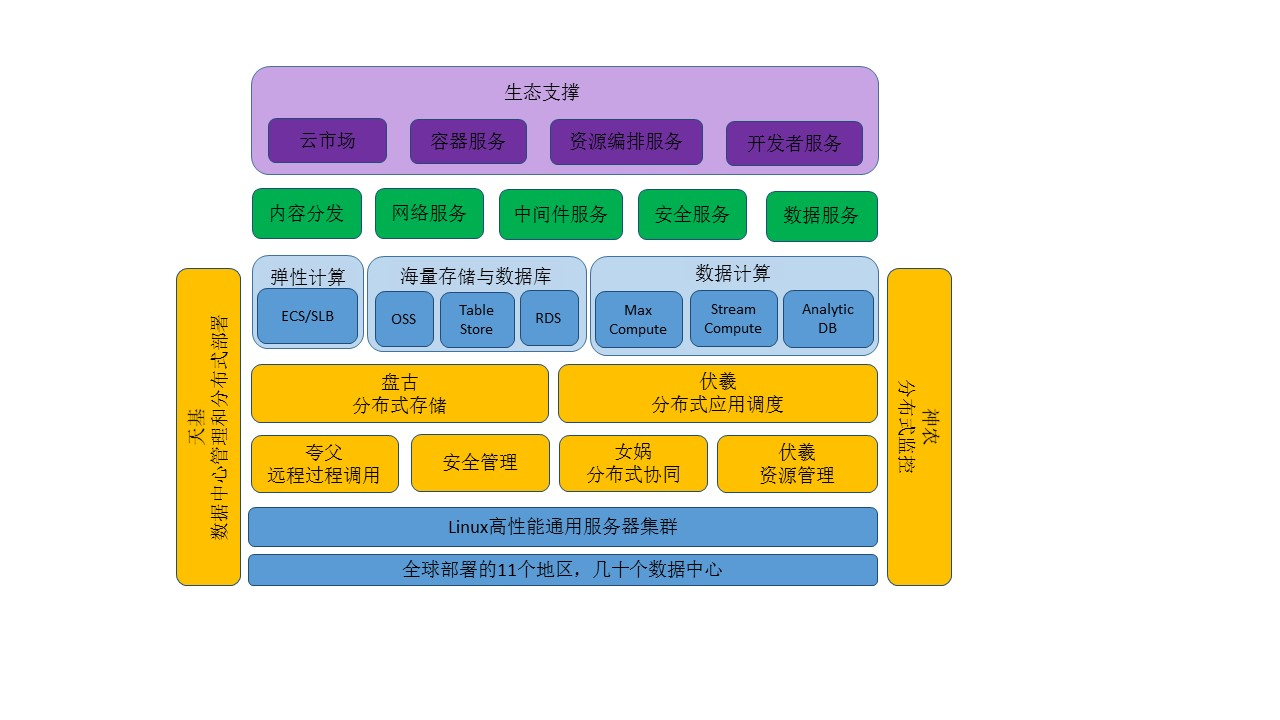 生态支撑
云市场
容器服务
资源编排服务
开发者服务
内容分发
网络服务
中间件服务
安全服务
数据服务
弹性计算
ECS/SLB
海量存储与数据库
OSS
Table
Store
RDS
数据计算
Max
Compute
Stream
Compute
Analytic
DB
盘古
分布式存储
伏羲
分布式应用调度
夸父
远程过程调用
安全管理
女娲
分布式协同
伏羲
资源管理
Linux高性能通用服务器集群
全球部署的11个地区，几十个数据中心
天基
数据中心管理和分布式部署
神农
分布式监控